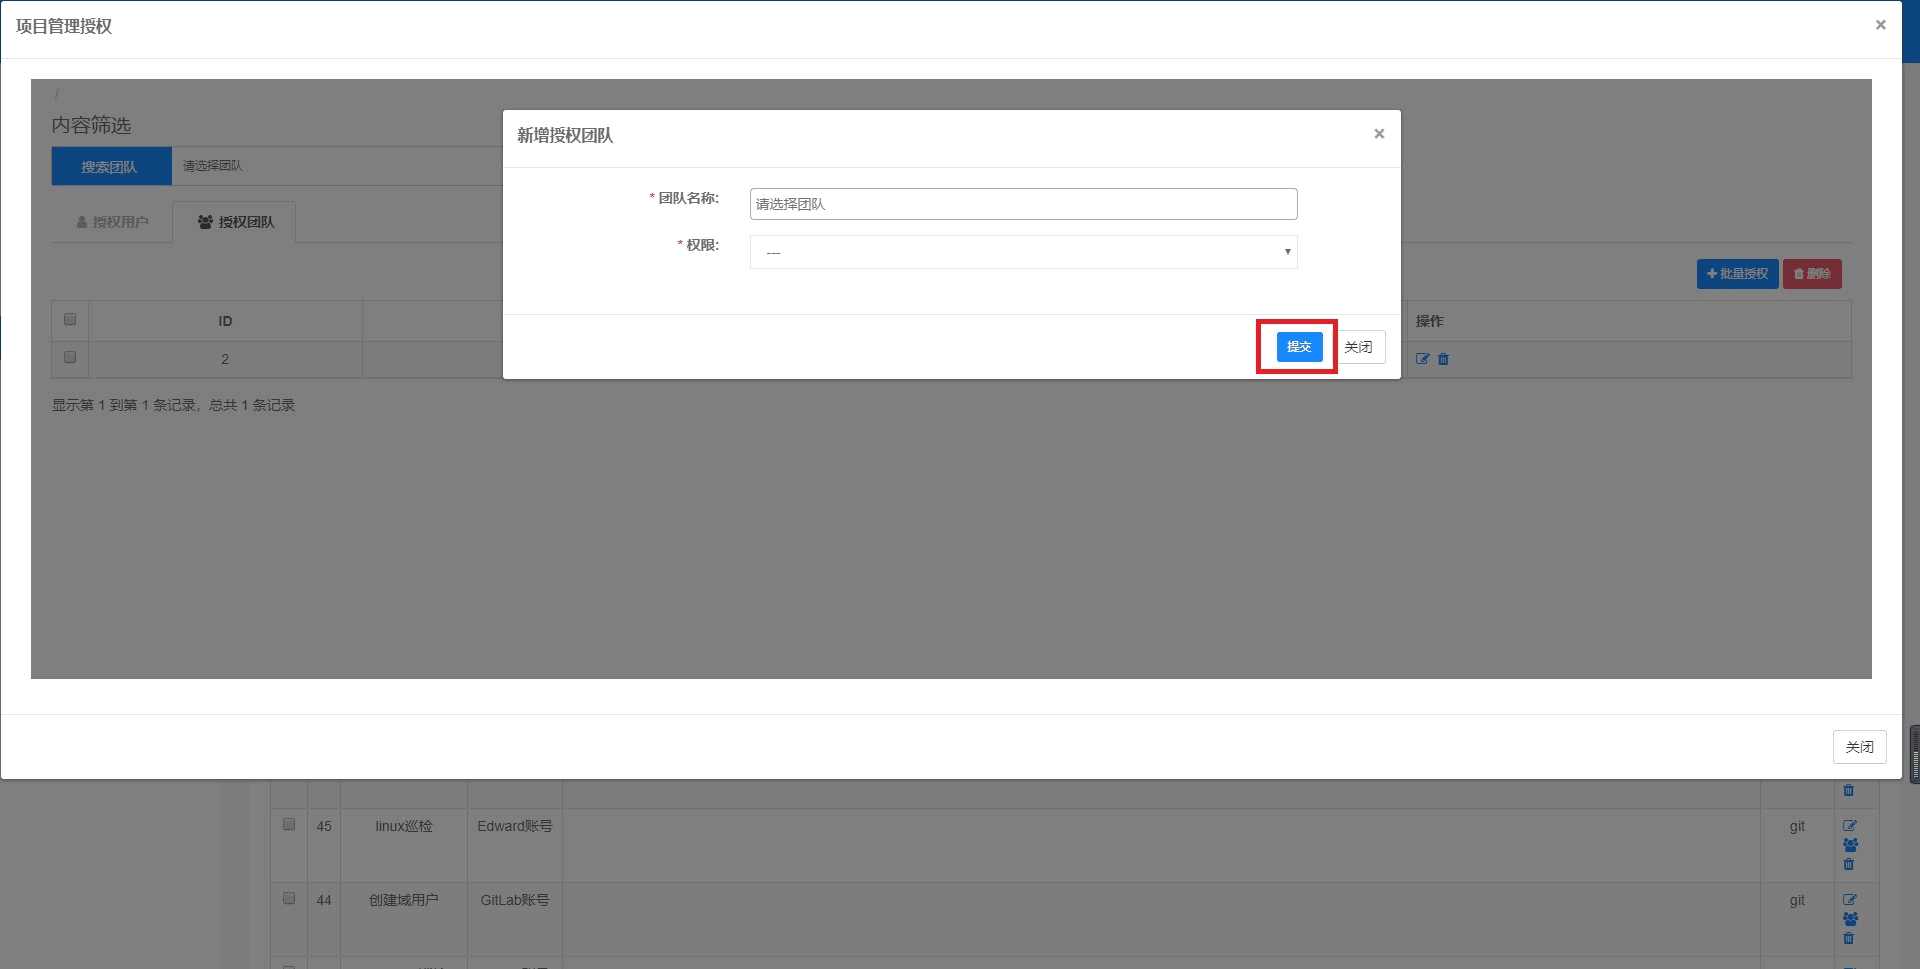 项目管理授权
×
/
内容筛选
搜索团队
请选择团队
授权用户
授权团队
批量授权
删除
ID
操作
2
显示第 1 到第 1 条记录，总共 1 条记录
新增授权团队
×
* 团队名称:
请选择团队
* 权限:
---
提交
关闭
关闭
45
linux巡检
Edward账号
git
44
创建域用户
GitLab账号
git